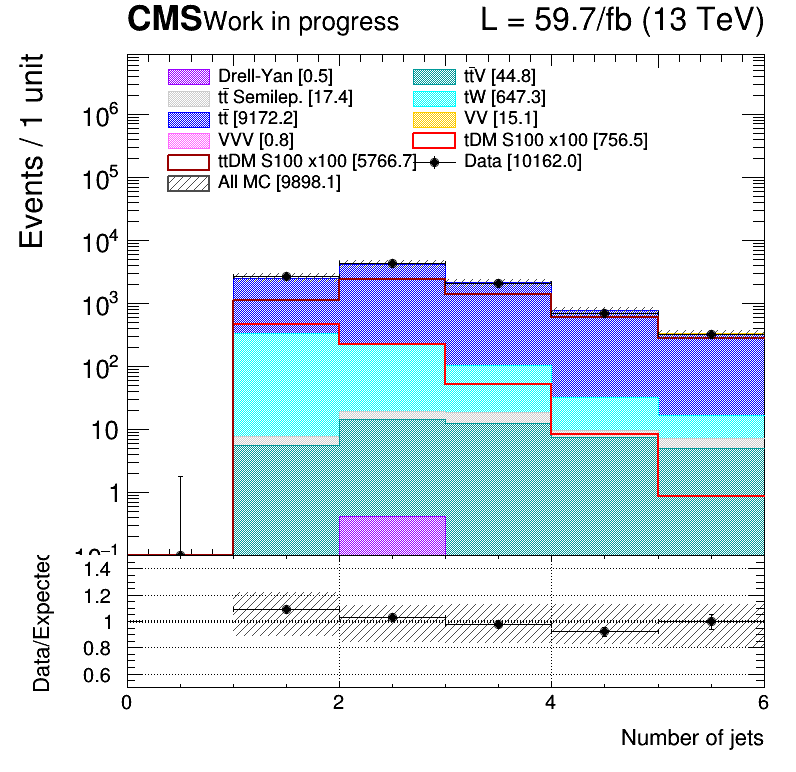 CMS Work in progress L = 59.7/fb (13 TeV)
Events / 1 unit
Drell-Yan [0.5] tt̄V [44.8]
tt̄ Semilep. [17.4] tW [647.3]
tt̄ [9172.2] VV [15.1]
VVV [0.8] tDM S100 x100 [756.5]
ttDM S100 x100 [5766.7] Data [10162.0]
All MC [9898.1]
10⁶
10⁵
10⁴
10³
10²
10
1
10⁻¹
Data/Expected
1.4
1.2
1
0.8
0.6
0 2 4 6
Number of jets